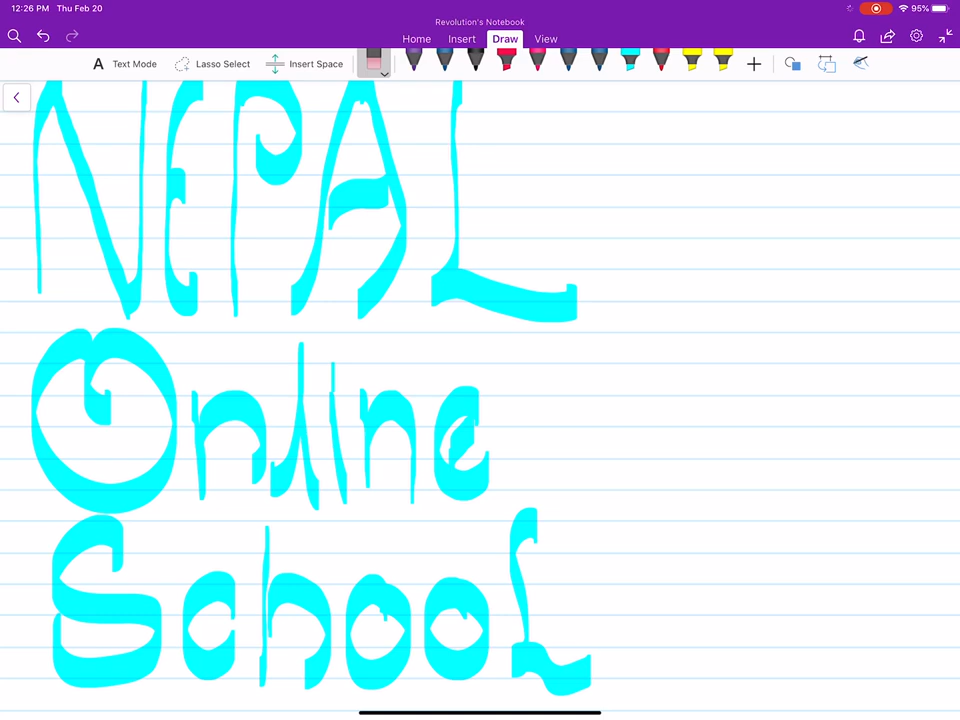 12:26 PM Thu Feb 20
95%
Revolution's Notebook
Home Insert Draw View
A Text Mode Lasso Select Insert Space
NEPAL
Online
School